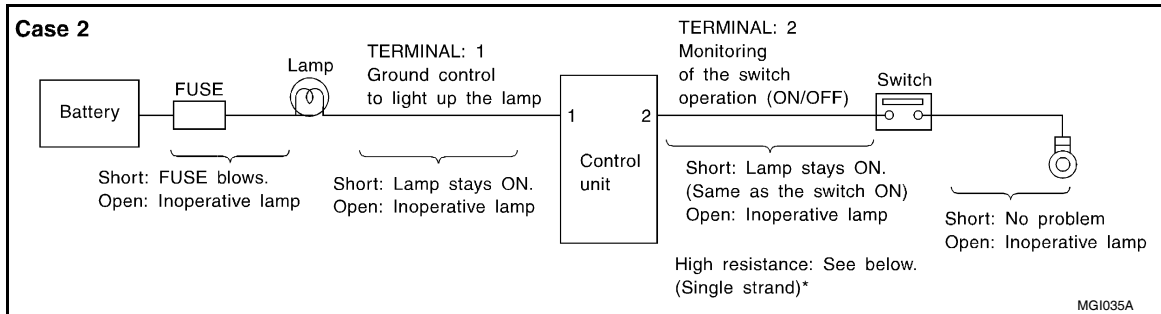 Case 2
Battery
FUSE
Lamp
TERMINAL: 1
Ground control
to light up the lamp
TERMINAL: 2
Monitoring
of the switch
operation (ON/OFF)
Switch
1
2
Control
unit
Short: FUSE blows.
Open: Inoperative lamp
Short: Lamp stays ON.
Open: Inoperative lamp
Short: Lamp stays ON.
(Same as the switch ON)
Open: Inoperative lamp
High resistance: See below.
(Single strand)*
Short: No problem
Open: Inoperative lamp
MGI035A